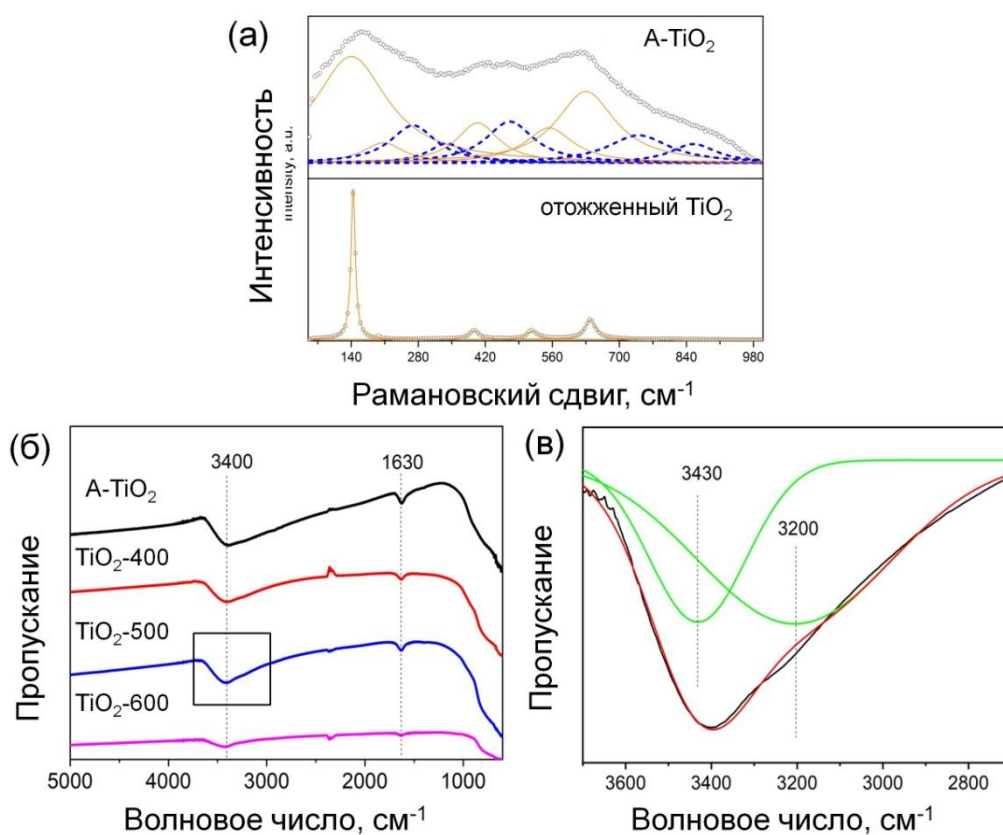 (а)
A-TiO₂
Интенсивность
Intensity, a.u.
отожженный TiO₂
140 280 420 560 700 840 980
Рамановский сдвиг, см⁻¹
(б)
3400
1630
A-TiO₂
TiO₂-400
TiO₂-500
TiO₂-600
Пропускание
5000 4000 3000 2000 1000
Волновое число, см⁻¹
(в)
3430
3200
Пропускание
3600 3400 3200 3000 2800
Волновое число, см⁻¹